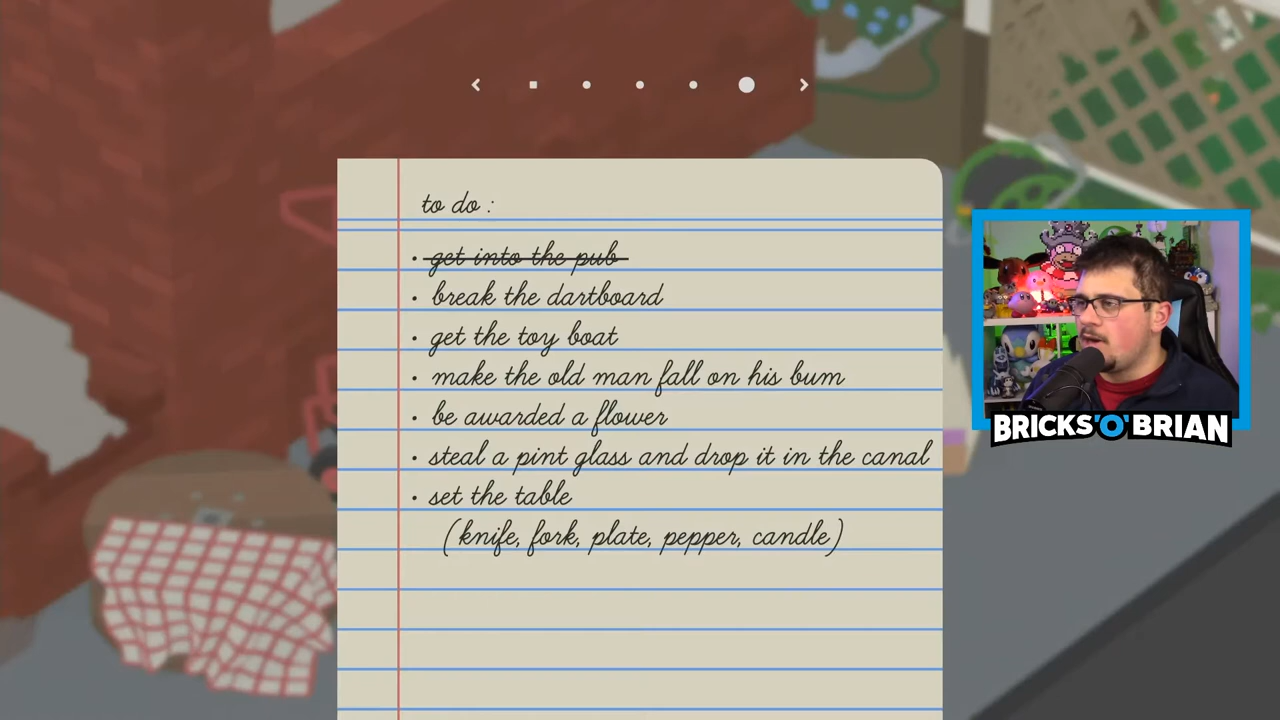 to do :
• get into the pub
• break the dartboard
• get the toy boat
• make the old man fall on his bum
• be awarded a flower
• steal a pint glass and drop it in the canal
• set the table
(knife, fork, plate, pepper, candle)
BRICKS'O'BRIAN